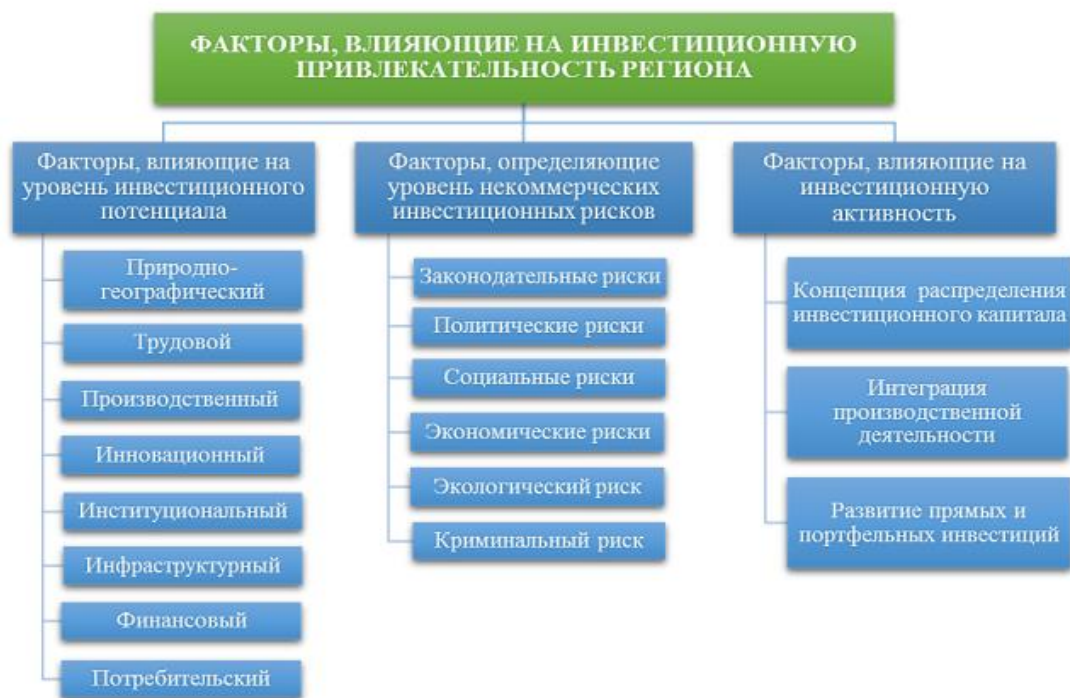 ФАКТОРЫ, ВЛИЯЮЩИЕ НА ИНВЕСТИЦИОННУЮ
ПРИВЛЕКАТЕЛЬНОСТЬ РЕГИОНА
Факторы, влияющие на
уровень инвестиционного
потенциала
Природно-
географический
Трудовой
Производственный
Инновационный
Институциональный
Инфраструктурный
Финансовый
Потребительский
Факторы, определяющие
уровень некоммерческих
инвестиционных рисков
Законодательные риски
Политические риски
Социальные риски
Экономические риски
Экологический риск
Криминальный риск
Факторы, влияющие на
инвестиционную
активность
Концепция распределения
инвестиционного капитала
Интеграция
производственной
деятельности
Развитие прямых и
портфельных инвестиций